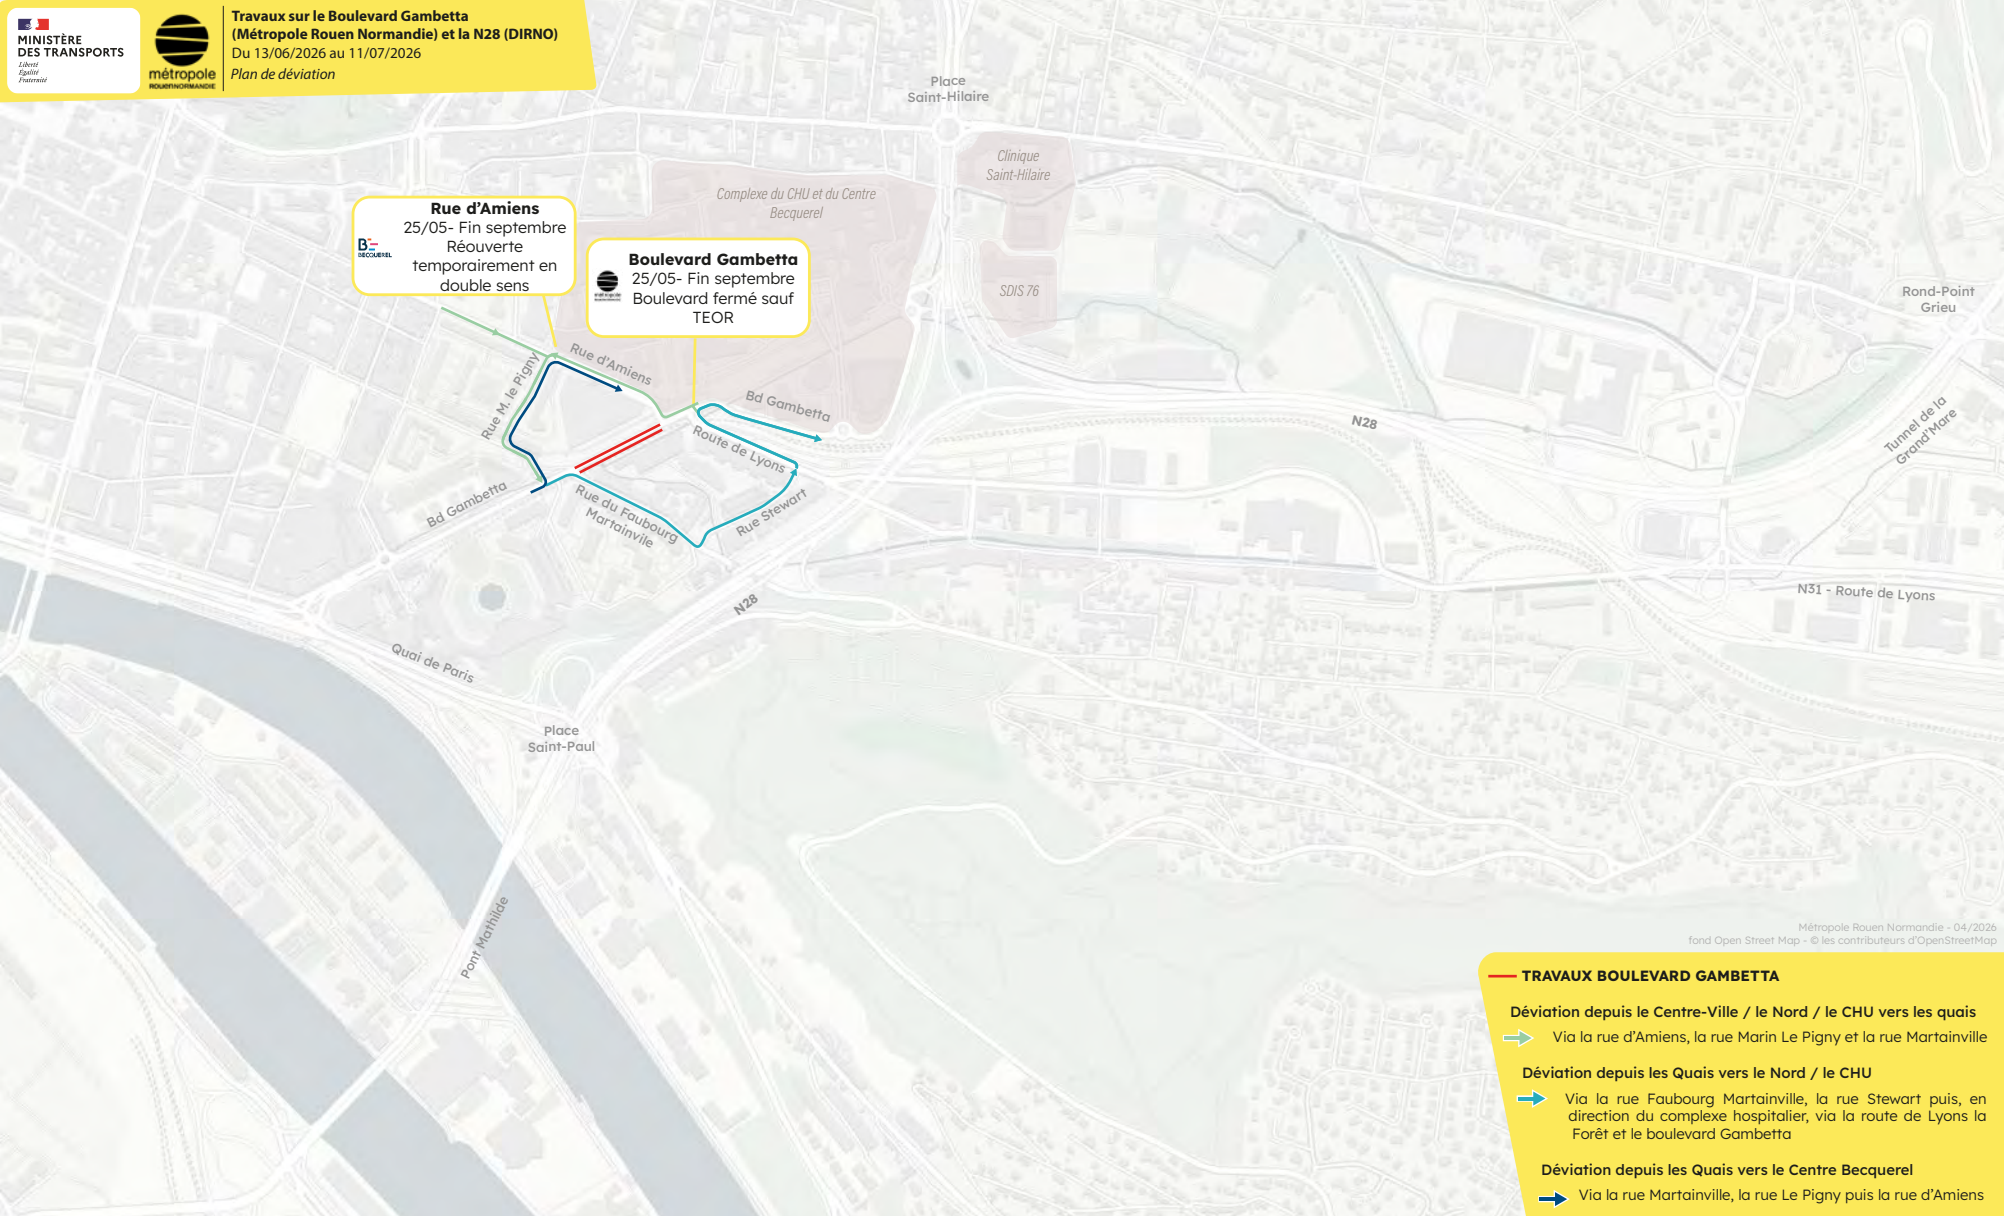 MINISTÈRE
DES TRANSPORTS
Liberté
Égalité
Fraternité
métropole
ROUENNORMANDIE
Travaux sur le Boulevard Gambetta
(Métropole Rouen Normandie) et la N28 (DIRNO)
Du 13/06/2026 au 11/07/2026
Plan de déviation
Place
Saint-Hilaire
Clinique
Saint-Hilaire
Complexe du CHU et du Centre
Becquerel
SDIS 76
Rond-Point
Grieu
BECQUEREL
Rue d'Amiens
25/05- Fin septembre
Réouverte
temporairement en
double sens
métropole
Boulevard Gambetta
25/05- Fin septembre
Boulevard fermé sauf
TEOR
Rue d'Amiens
Rue M. le Pigny
Bd Gambetta
Route de Lyons
N28
Tunnel de la
Grand'Mare
Bd Gambetta
Rue du Faubourg
Martainvile
Rue Stewart
N28
N31 - Route de Lyons
Quai de Paris
Place
Saint-Paul
Pont Mathilde
Métropole Rouen Normandie - 04/2026
fond Open Street Map - © les contributeurs d'OpenStreetMap
TRAVAUX BOULEVARD GAMBETTA
Déviation depuis le Centre-Ville / le Nord / le CHU vers les quais
Via la rue d'Amiens, la rue Marin Le Pigny et la rue Martainville
Déviation depuis les Quais vers le Nord / le CHU
Via la rue Faubourg Martainville, la rue Stewart puis, en
direction du complexe hospitalier, via la route de Lyons la
Forêt et le boulevard Gambetta
Déviation depuis les Quais vers le Centre Becquerel
Via la rue Martainville, la rue Le Pigny puis la rue d'Amiens